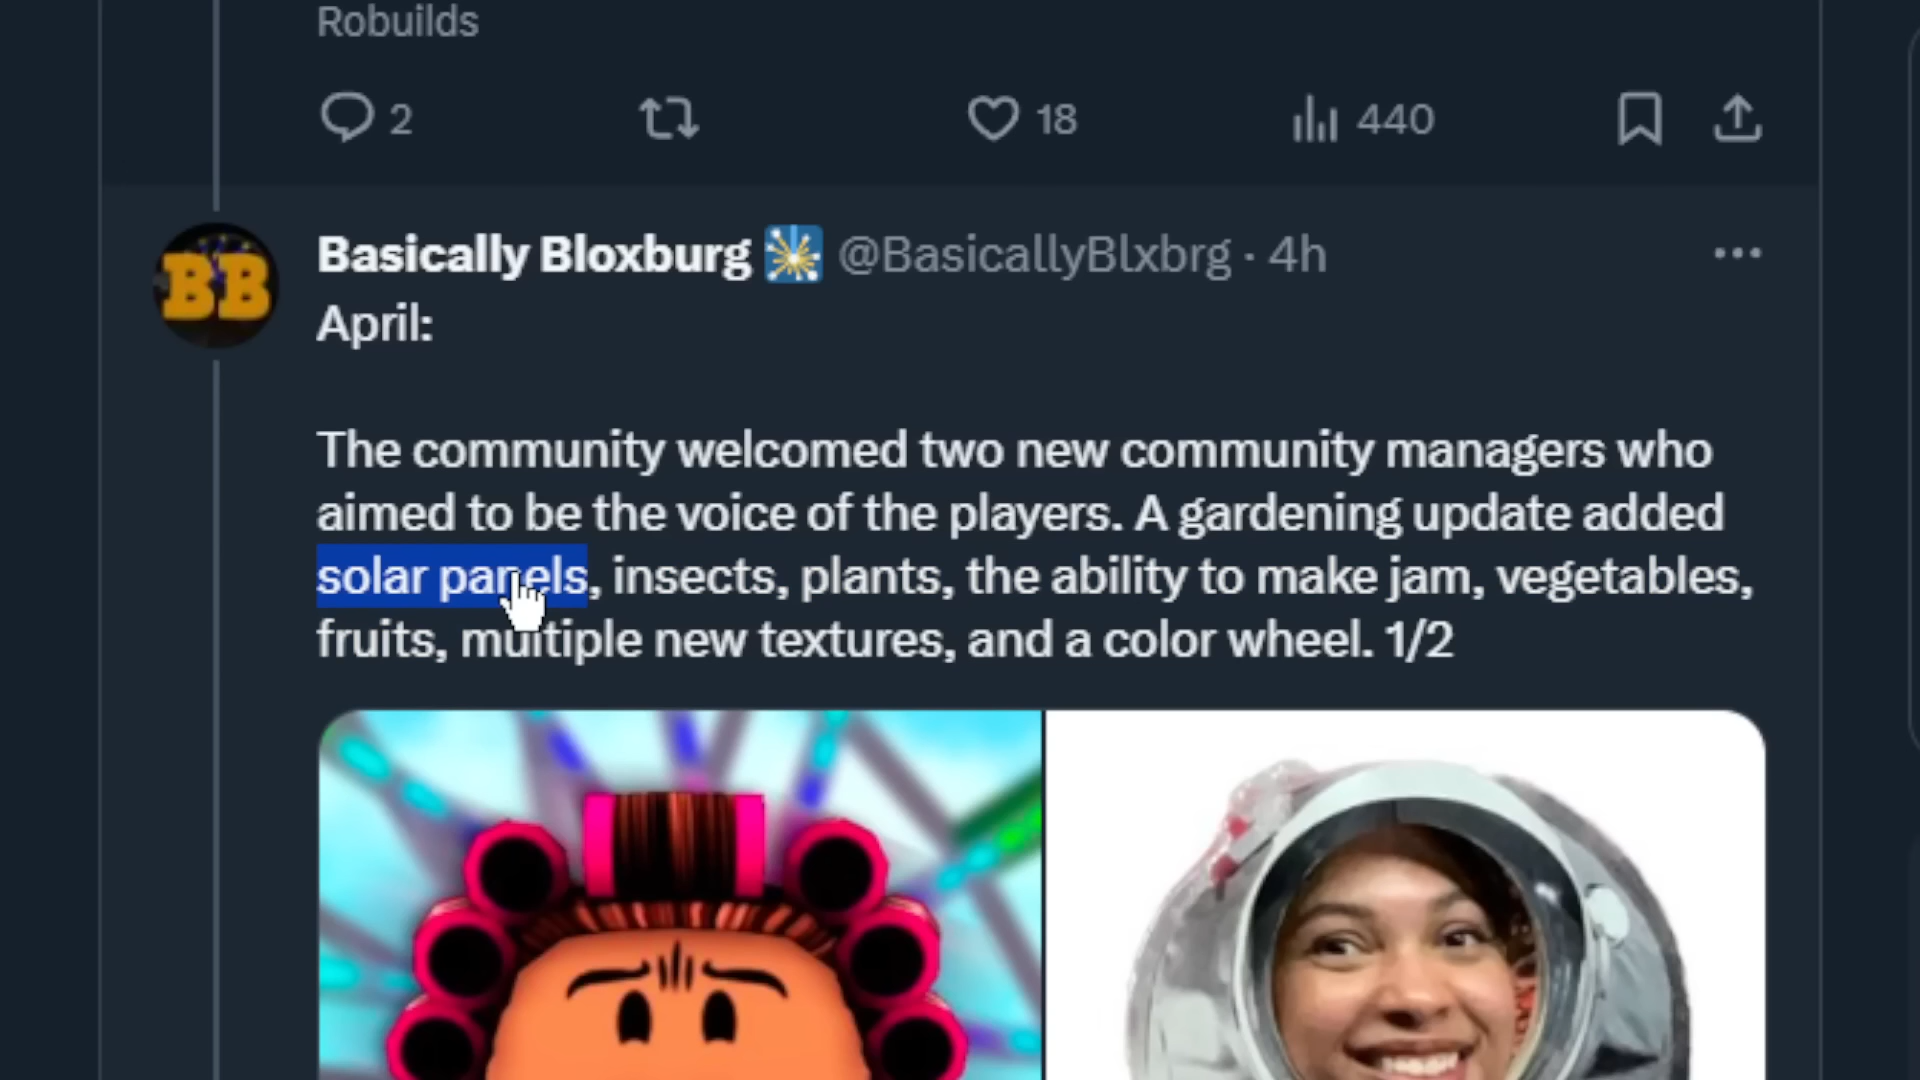 Robuilds
2
18
440
Basically Bloxburg @BasicallyBlxbrg · 4h
BB
April:
The community welcomed two new community managers who
aimed to be the voice of the players. A gardening update added
solar panels, insects, plants, the ability to make jam, vegetables,
fruits, multiple new textures, and a color wheel. 1/2